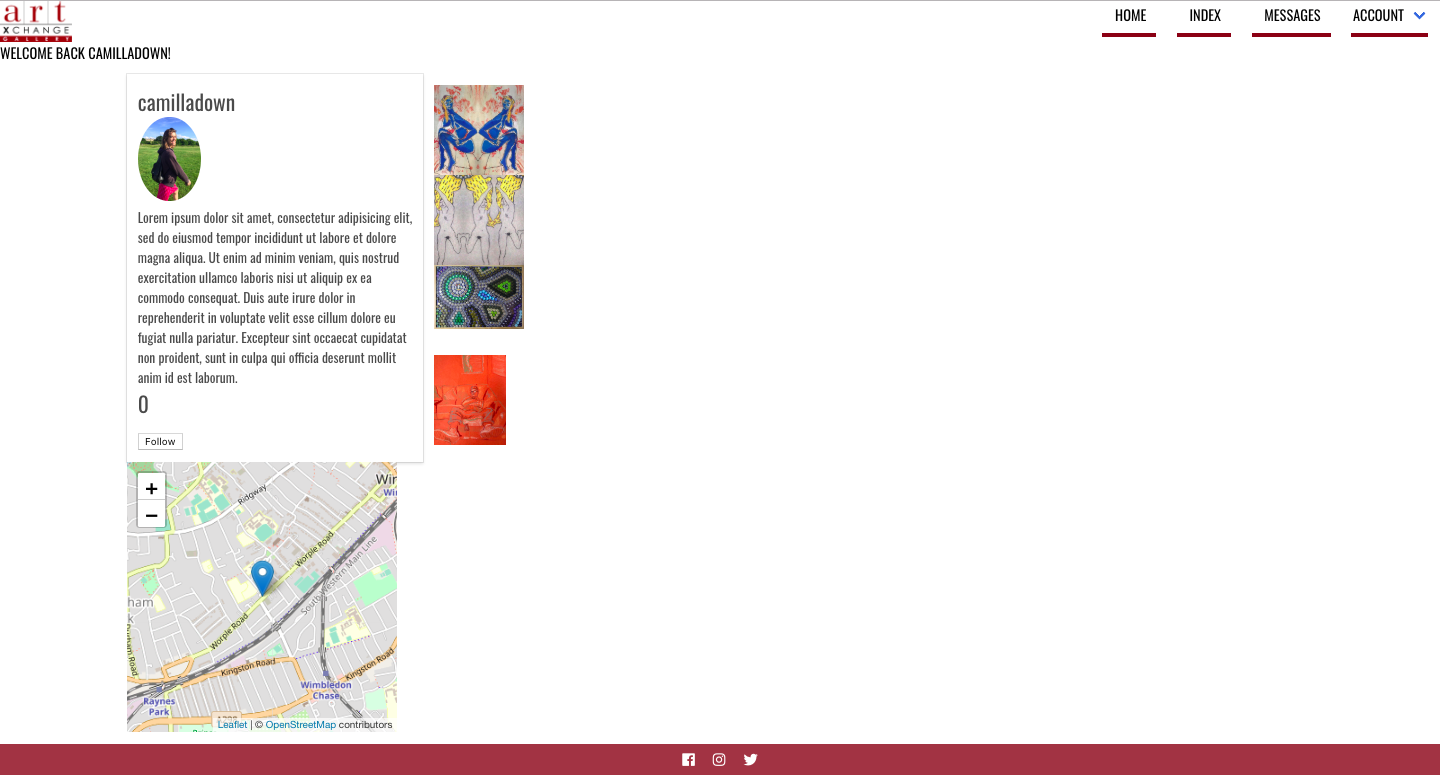 art
XCHANGE
GALLERY
HOME
INDEX
MESSAGES
ACCOUNT
WELCOME BACK CAMILLADOWN!
camilladown
Lorem ipsum dolor sit amet, consectetur adipisicing elit,
sed do eiusmod tempor incididunt ut labore et dolore
magna aliqua. Ut enim ad minim veniam, quis nostrud
exercitation ullamco laboris nisi ut aliquip ex ea
commodo consequat. Duis aute irure dolor in
reprehenderit in voluptate velit esse cillum dolore eu
fugiat nulla pariatur. Excepteur sint occaecat cupidatat
non proident, sunt in culpa qui officia deserunt mollit
anim id est laborum.
0
Follow
+
−
Ridgway
Worple Road
South Western Main Line
ham
Worple Road
Kingston Road
Kingston Road
Wimbledon
Chase
Raynes
Park
Leaflet | © OpenStreetMap contributors